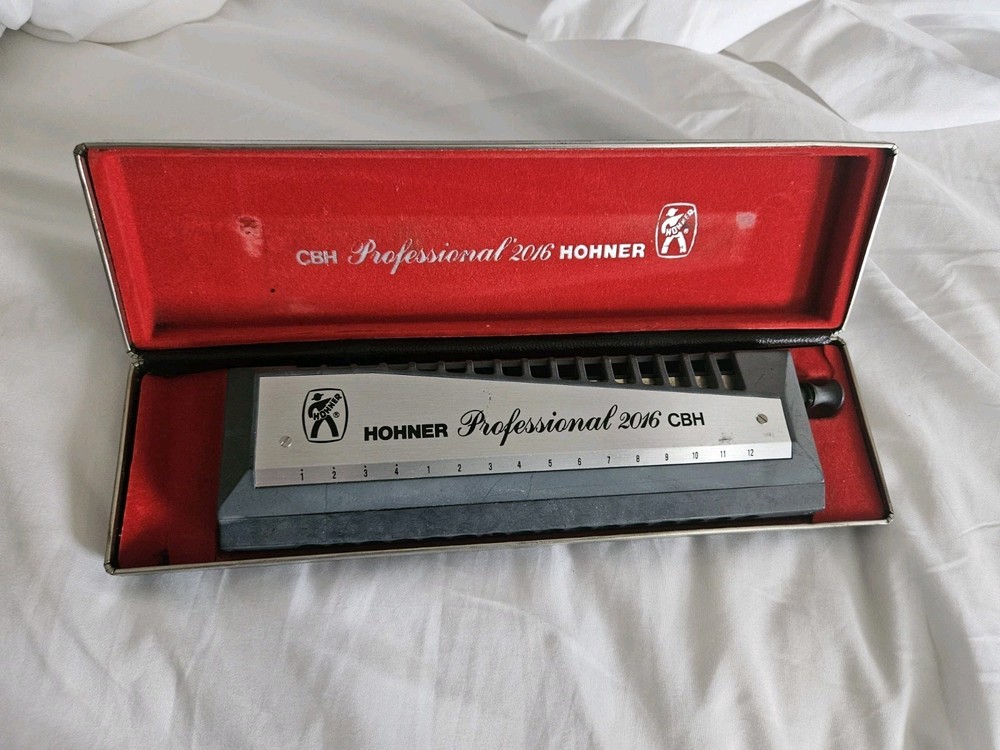 CBH Professional 2016 HOHNER
HOHNER
HOHNER ®
HOHNER Professional 2016 CBH
1 2 3 4 1 2 3 4 5 6 7 8 9 10 11 12